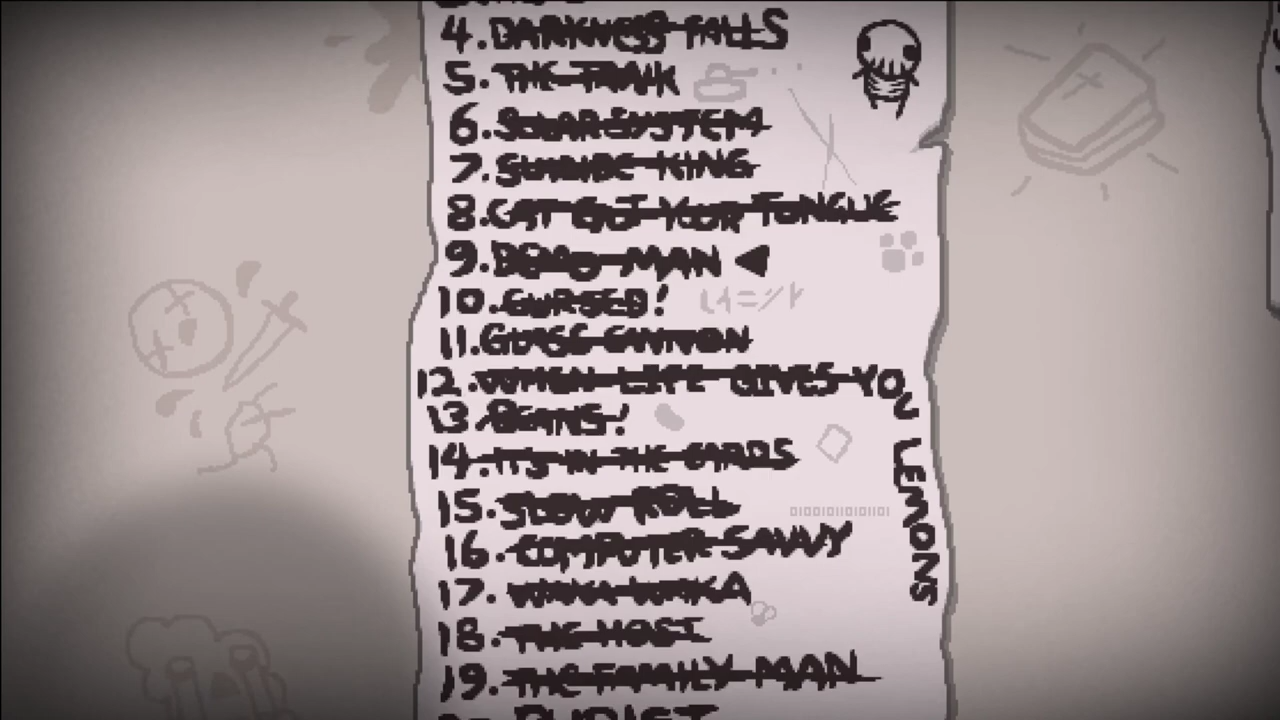 4. DARKNESS FALLS
5. THE TANK
6. SOLAR SYSTEM
7. SUICIDE KING
8. CAT GOT YOUR TONGUE
9. DEMO MAN
10. CURSED!
11. GLASS CANNON
12. WHEN LIFE GIVES YOU LEMONS
13. BEANS!
14. IT'S IN THE CARDS
15. SLOW ROLL
16. COMPUTER SAVVY
17. WAKA WAKA
18. THE HOST
19. THE FAMILY MAN
PURIST